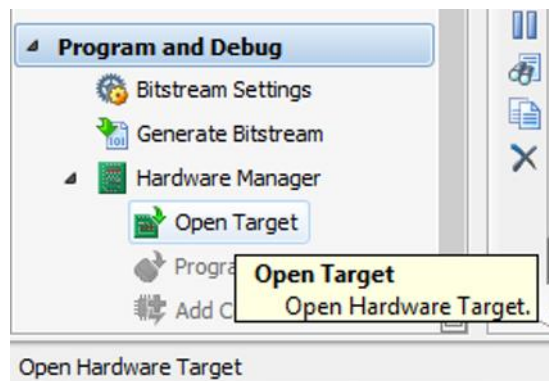 Program and Debug
Bitstream Settings
Generate Bitstream
Hardware Manager
Open Target
Open Target
Open Hardware Target.
Open Hardware Target